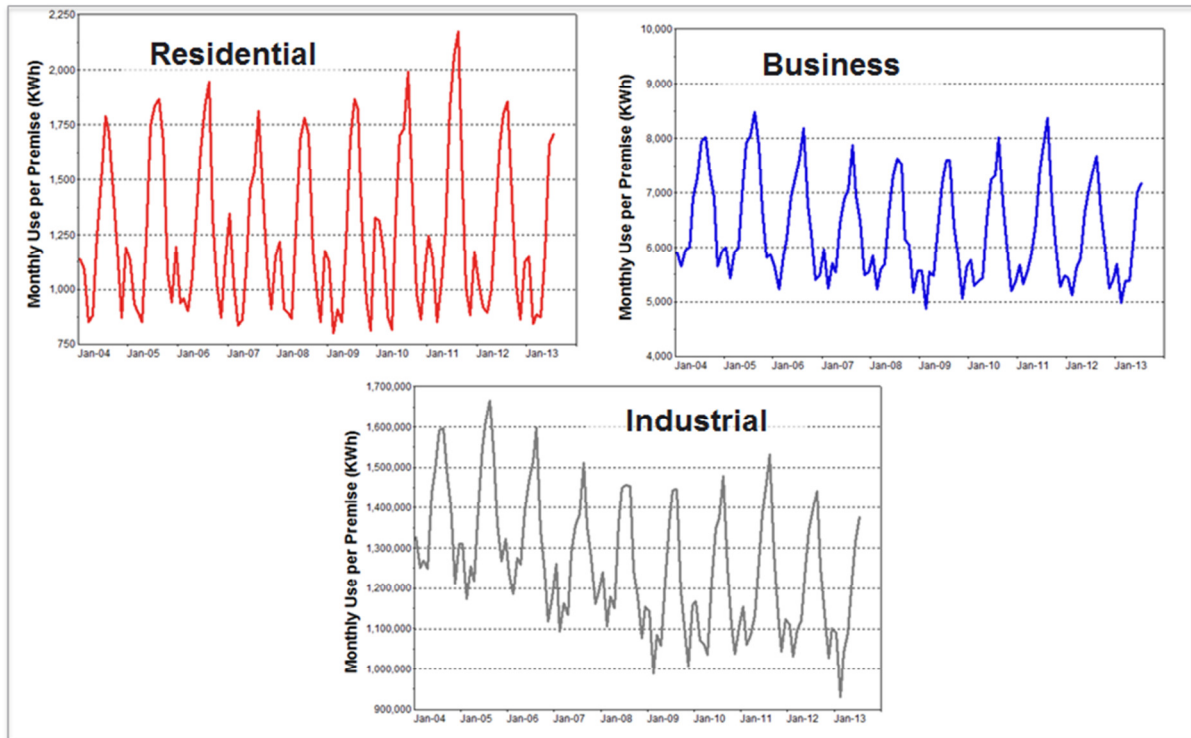 Residential
Monthly Use per Premise (KWh)
2,250
2,000
1,750
1,500
1,250
1,000
750
Jan-04 Jan-05 Jan-06 Jan-07 Jan-08 Jan-09 Jan-10 Jan-11 Jan-12 Jan-13
Business
Monthly Use per Premise (KWh)
10,000
9,000
8,000
7,000
6,000
5,000
4,000
Jan-04 Jan-05 Jan-06 Jan-07 Jan-08 Jan-09 Jan-10 Jan-11 Jan-12 Jan-13
Industrial
Monthly Use per Premise (KWh)
1,700,000
1,600,000
1,500,000
1,400,000
1,300,000
1,200,000
1,100,000
1,000,000
900,000
Jan-04 Jan-05 Jan-06 Jan-07 Jan-08 Jan-09 Jan-10 Jan-11 Jan-12 Jan-13